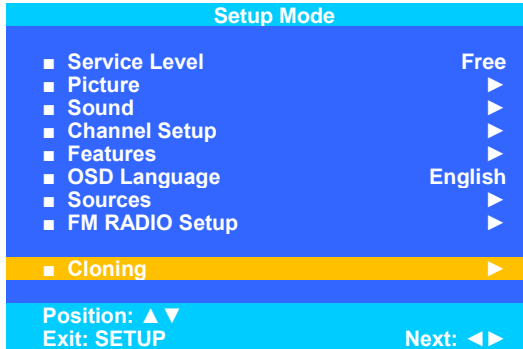 Setup Mode
■ Service Level Free
■ Picture ►
■ Sound ►
■ Channel Setup ►
■ Features ►
■ OSD Language English
■ Sources ►
■ FM RADIO Setup ►
■ Cloning ►
Position: ▲▼
Exit: SETUP Next: ◄►